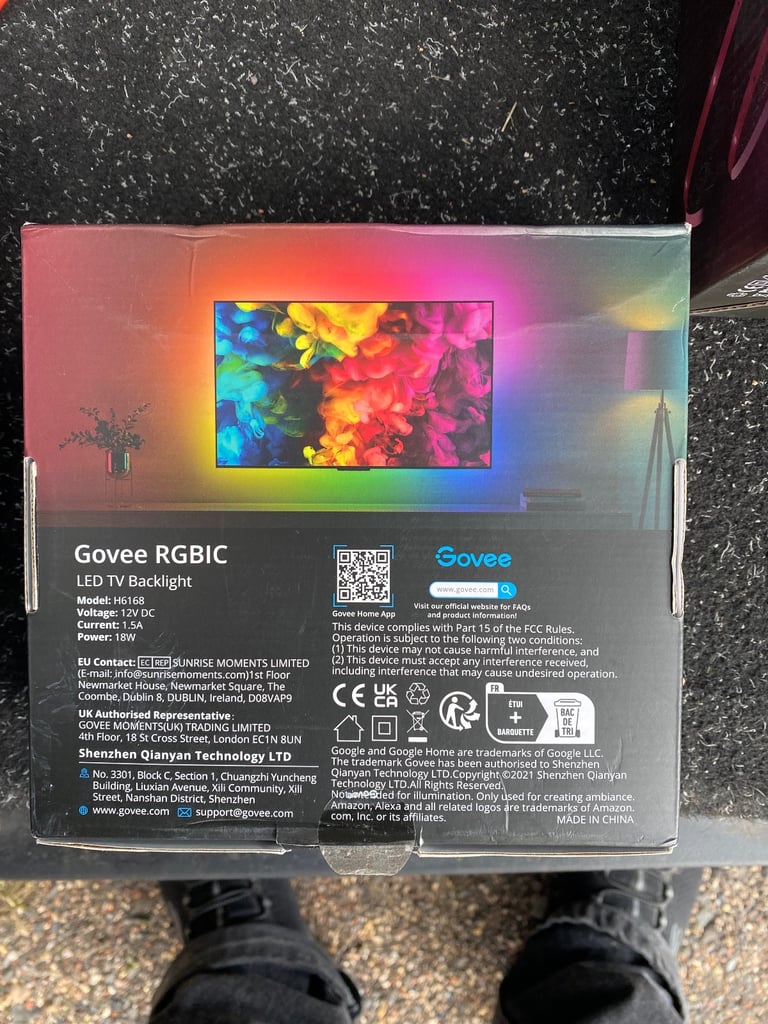 Govee RGBIC
LED TV Backlight
Model: H6168
Voltage: 12V DC
Current: 1.5A
Power: 18W
EU Contact: EC REP SUNRISE MOMENTS LIMITED
(E-mail: info@sunrisemoments.com)1st Floor
Newmarket House, Newmarket Square, The
Coombe, Dublin 8, DUBLIN, Ireland, D08VAP9
UK Authorised Representative:
GOVEE MOMENTS(UK) TRADING LIMITED
4th Floor, 18 St Cross Street, London EC1N 8UN
Shenzhen Qianyan Technology LTD
No. 3301, Block C, Section 1, Chuangzhi Yuncheng
Building, Liuxian Avenue, Xili Community, Xili
Street, Nanshan District, Shenzhen
www.govee.com support@govee.com
Govee Home App
Govee
www.govee.com
Visit our official website for FAQs
and product information!
This device complies with Part 15 of the FCC Rules.
Operation is subject to the following two conditions:
(1) This device may not cause harmful interference, and
(2) This device must accept any interference received,
including interference that may cause undesired operation.
CE UK CA
FR
ÉTUI
+
BARQUETTE
BAC
DE
TRI
Google and Google Home are trademarks of Google LLC.
The trademark Govee has been authorised to Shenzhen
Qianyan Technology LTD.Copyright ©2021 Shenzhen Qianyan
Technology LTD.All Rights Reserved.
Not intended for illumination. Only used for creating ambiance.
Amazon, Alexa and all related logos are trademarks of Amazon.
com, Inc. or its affiliates.
MADE IN CHINA